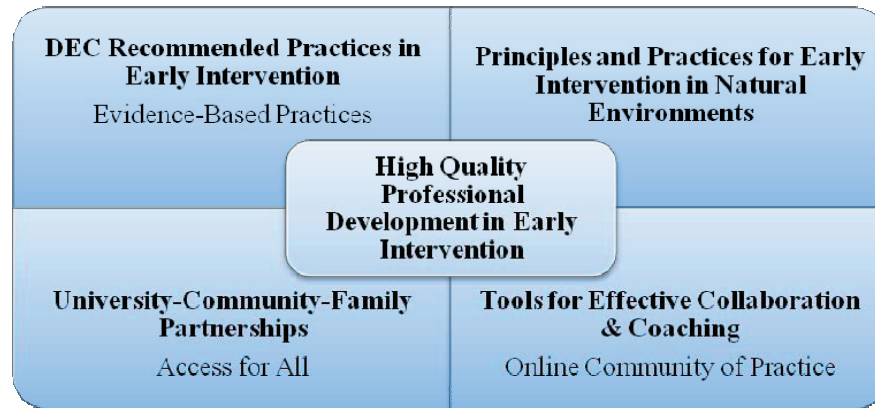 DEC Recommended Practices in
Early Intervention
Evidence-Based Practices
Principles and Practices for Early
Intervention in Natural
Environments
High Quality
Professional
Development in Early
Intervention
University-Community-Family
Partnerships
Access for All
Tools for Effective Collaboration
& Coaching
Online Community of Practice